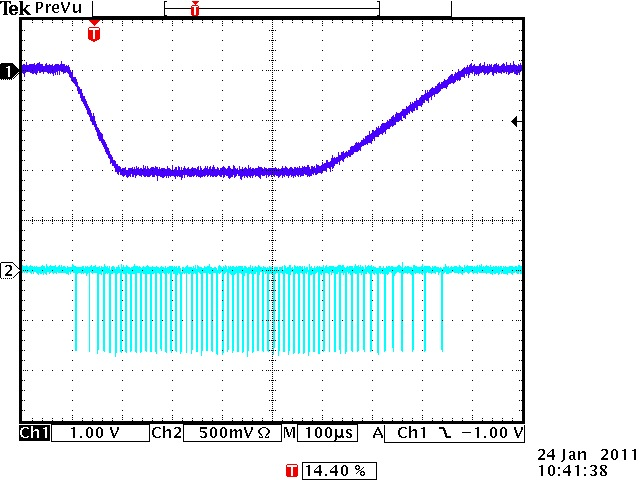 Tek PreVu
T
T
1
2
Ch1 1.00 V Ch2 500mV Ω M 100µs A Ch1 −1.00 V
24 Jan 2011
T 14.40 % 10:41:38